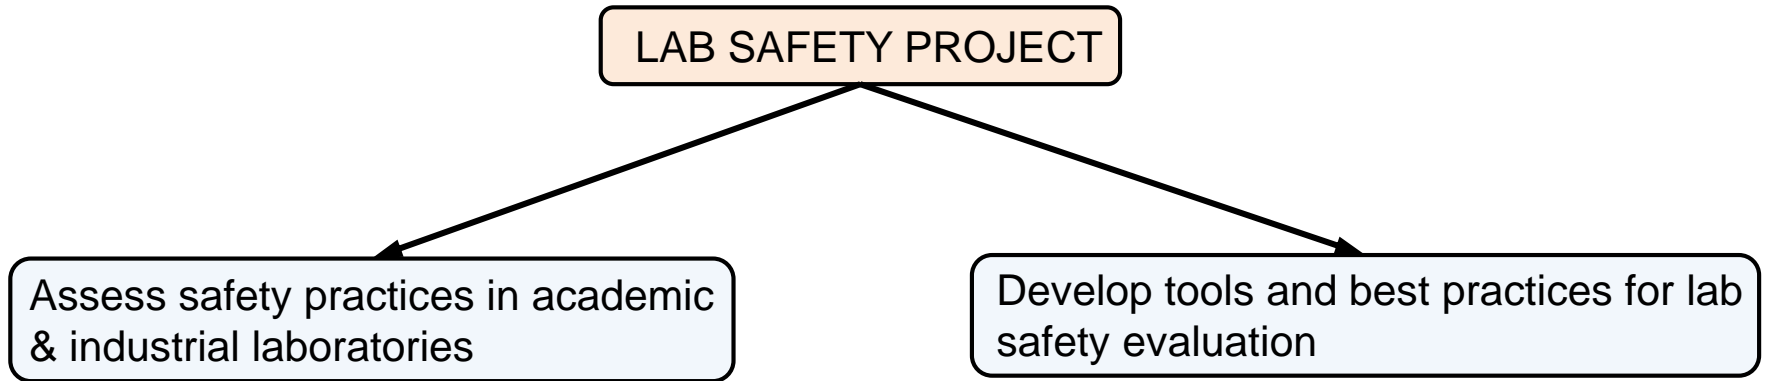 LAB SAFETY PROJECT
Assess safety practices in academic
& industrial laboratories
Develop tools and best practices for lab
safety evaluation